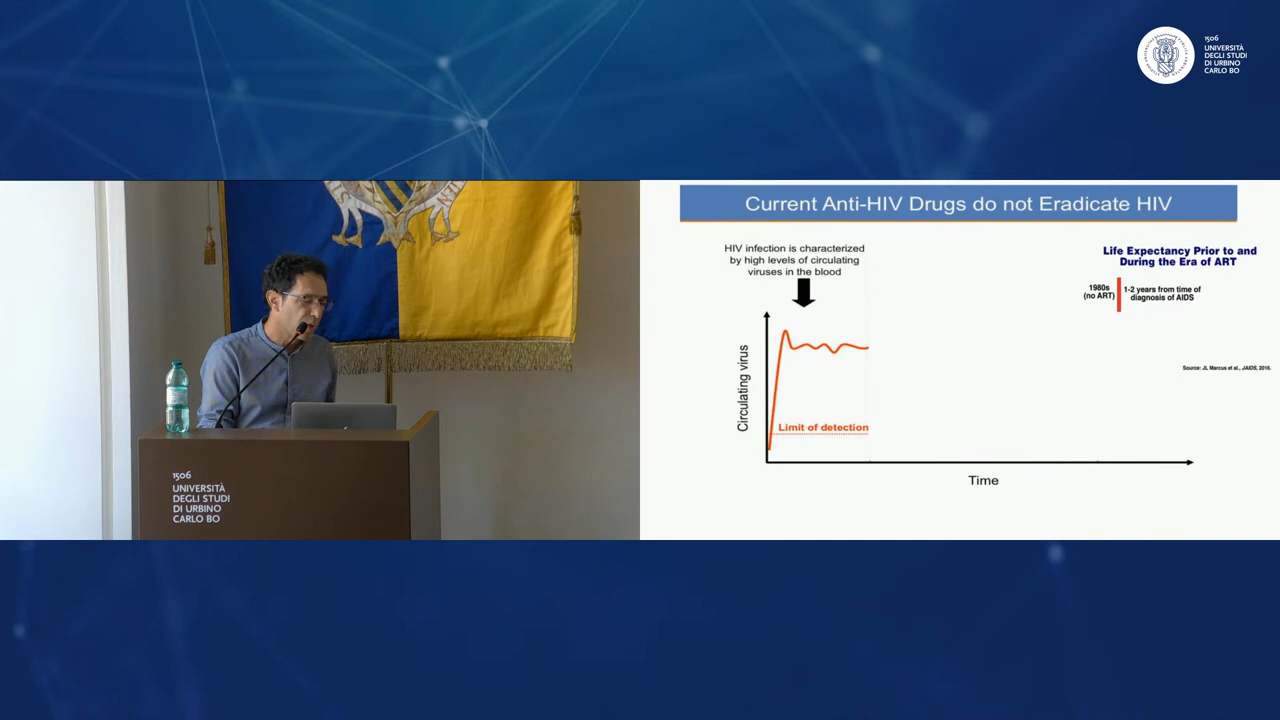 1506
UNIVERSITÀ
DEGLI STUDI
DI URBINO
CARLO BO
1506
UNIVERSITÀ
DEGLI STUDI
DI URBINO
CARLO BO
Current Anti-HIV Drugs do not Eradicate HIV
HIV infection is characterized
by high levels of circulating
viruses in the blood
Life Expectancy Prior to and
During the Era of ART
1980s
(no ART)
1-2 years from time of
diagnosis of AIDS
Source: JL Marcus et al., JAIDS, 2016.
Circulating virus
Limit of detection
Time